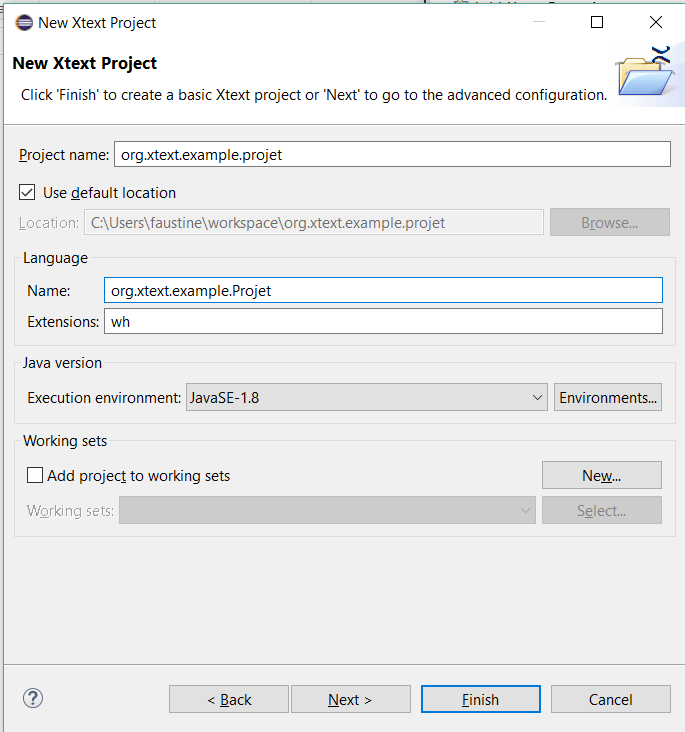 New Xtext Project
New Xtext Project
Click 'Finish' to create a basic Xtext project or 'Next' to go to the advanced configuration.
Project name: org.xtext.example.projet
Use default location
Location: C:\Users\faustine\workspace\org.xtext.example.projet Browse...
Language
Name: org.xtext.example.Projet
Extensions: wh
Java version
Execution environment: JavaSE-1.8 Environments...
Working sets
Add project to working sets New...
Working sets: Select...
? < Back Next > Finish Cancel